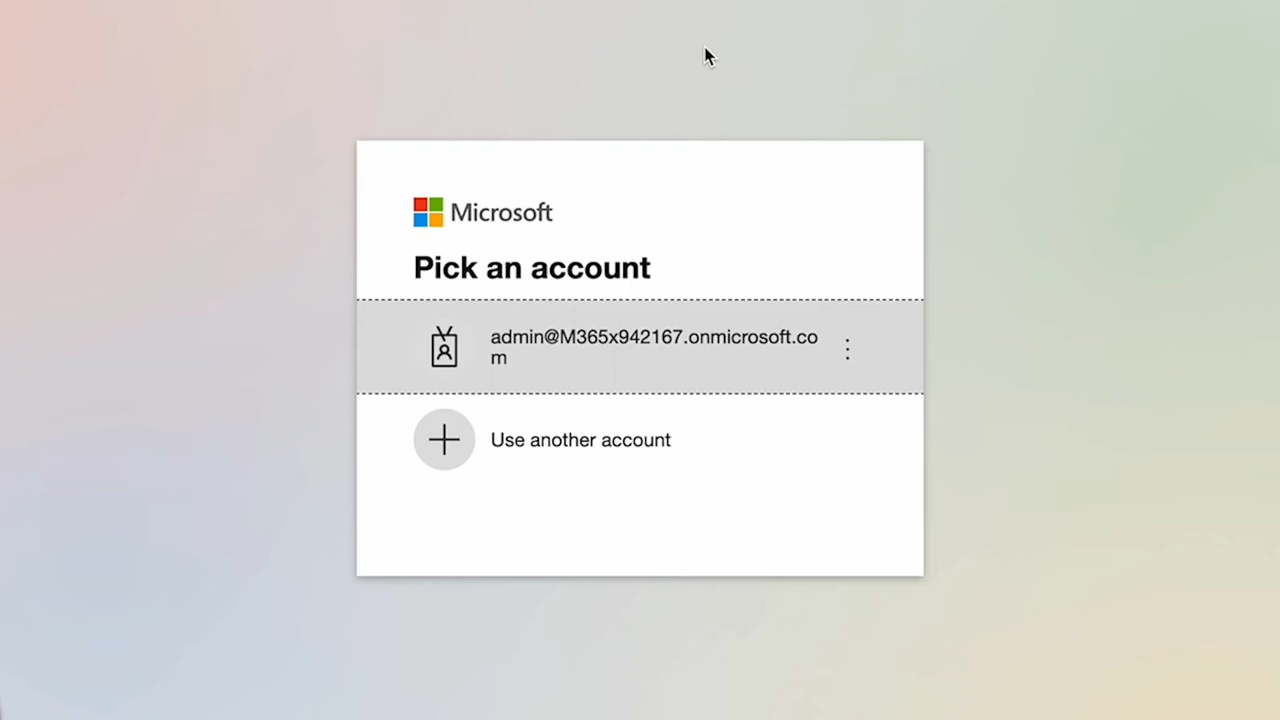 Microsoft
Pick an account
admin@M365x942167.onmicrosoft.co
m
Use another account